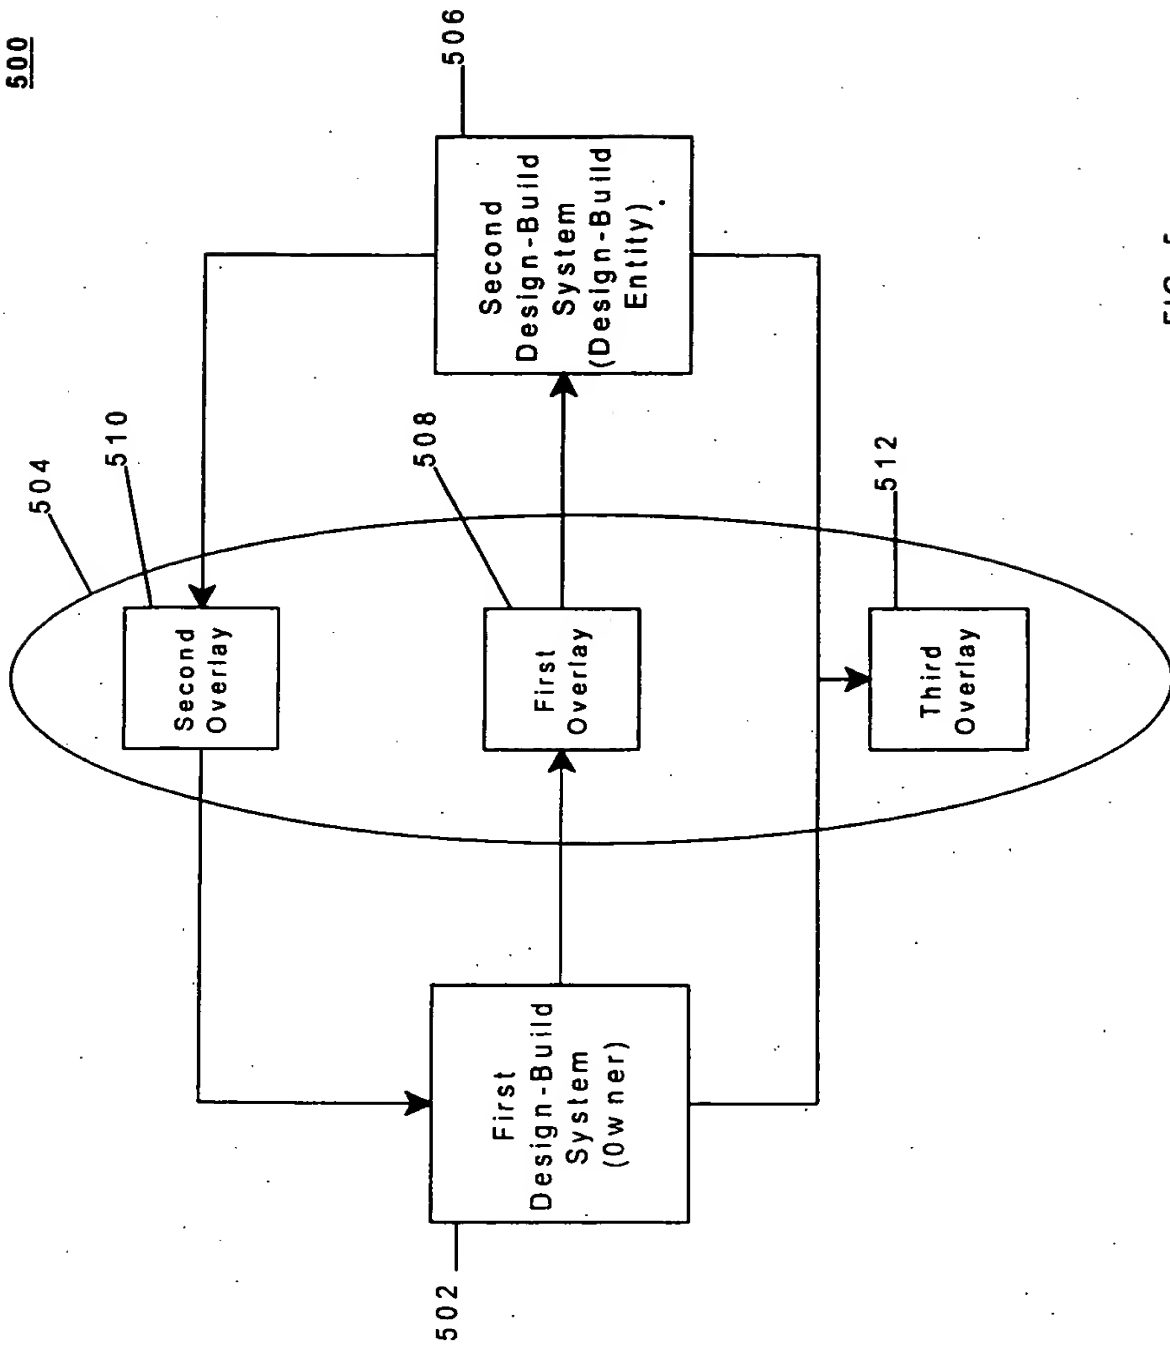 500
504
510
Second
Overlay
502
508
506
First
Design-Build
System
(Owner)
First
Overlay
Second
Design-Build
System
(Design-Build
Entity)
512
Third
Overlay
FIG.